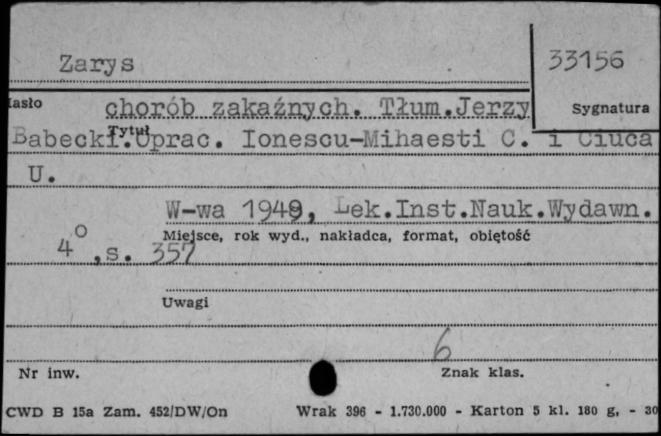 Zarys
33156
Hasło
chorób zakaźnych. Tłum.Jerzy
Sygnatura
Tytuł
Babecki.Oprac. Ionescu-Mihaesti C. i Ciuca
U.
W-wa 1949, Lek.Inst.Nauk.Wydawn.
Miejsce, rok wyd., nakładca, format, objętość
4°,s. 357
Uwagi
6
Nr inw.
Znak klas.
CWD B 15a Zam. 452/DW/On Wrak 396 - 1.730.000 - Karton 5 kl. 180 g, - 30